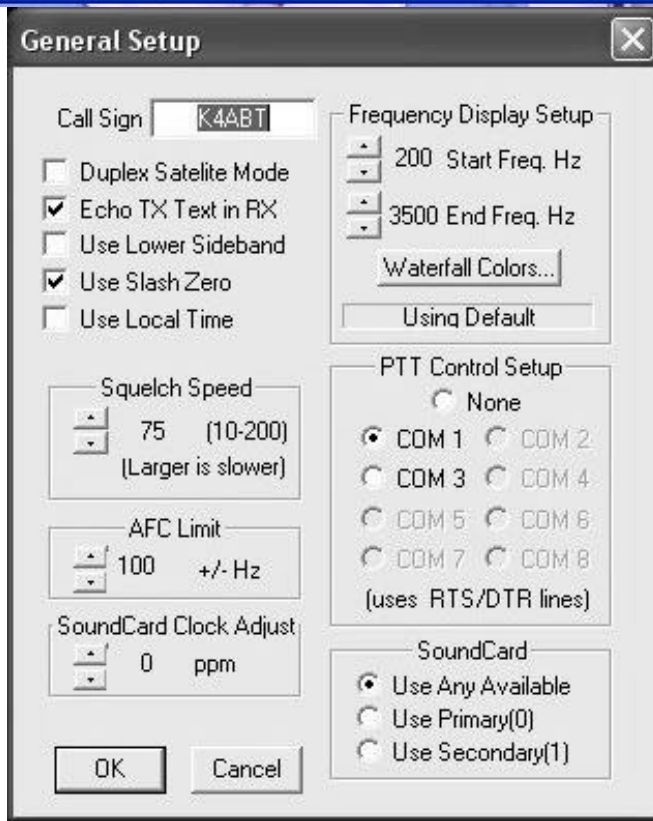 General Setup
Call Sign K4ABT
Duplex Satelite Mode
Echo TX Text in RX
Use Lower Sideband
Use Slash Zero
Use Local Time
Squelch Speed
75 (10-200)
(Larger is slower)
AFC Limit
100 +/- Hz
SoundCard Clock Adjust
0 ppm
OK Cancel
Frequency Display Setup
200 Start Freq. Hz
3500 End Freq. Hz
Waterfall Colors...
Using Default
PTT Control Setup
None
COM 1 COM 2
COM 3 COM 4
COM 5 COM 6
COM 7 COM 8
(uses RTS/DTR lines)
SoundCard
Use Any Available
Use Primary(0)
Use Secondary(1)